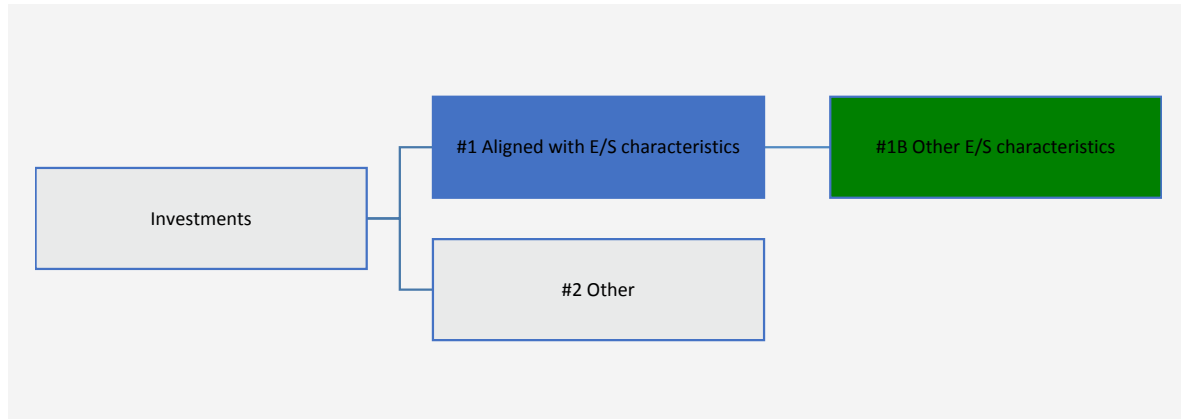 #1 Aligned with E/S characteristics
#1B Other E/S characteristics
Investments
#2 Other